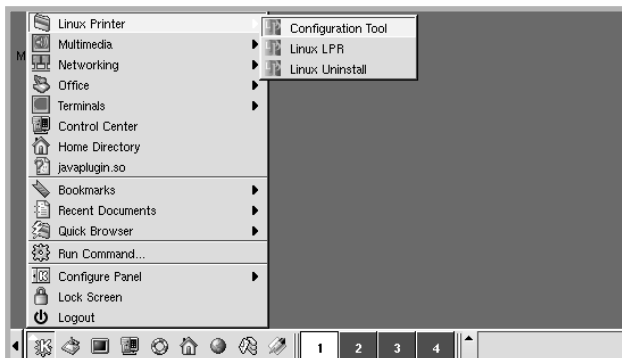 Linux Printer
Configuration Tool
Linux LPR
Linux Uninstall
M
Multimedia
Networking
Office
Terminals
Control Center
Home Directory
javaplugin.so
Bookmarks
Recent Documents
Quick Browser
Run Command...
Configure Panel
Lock Screen
Logout
1 2 3 4